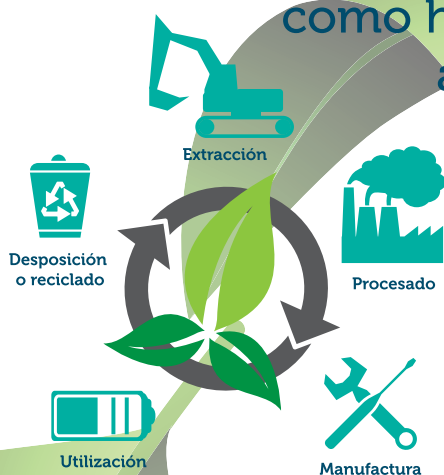 como h
a
Extracción
Procesado
Manufactura
Utilización
Desposición
o reciclado